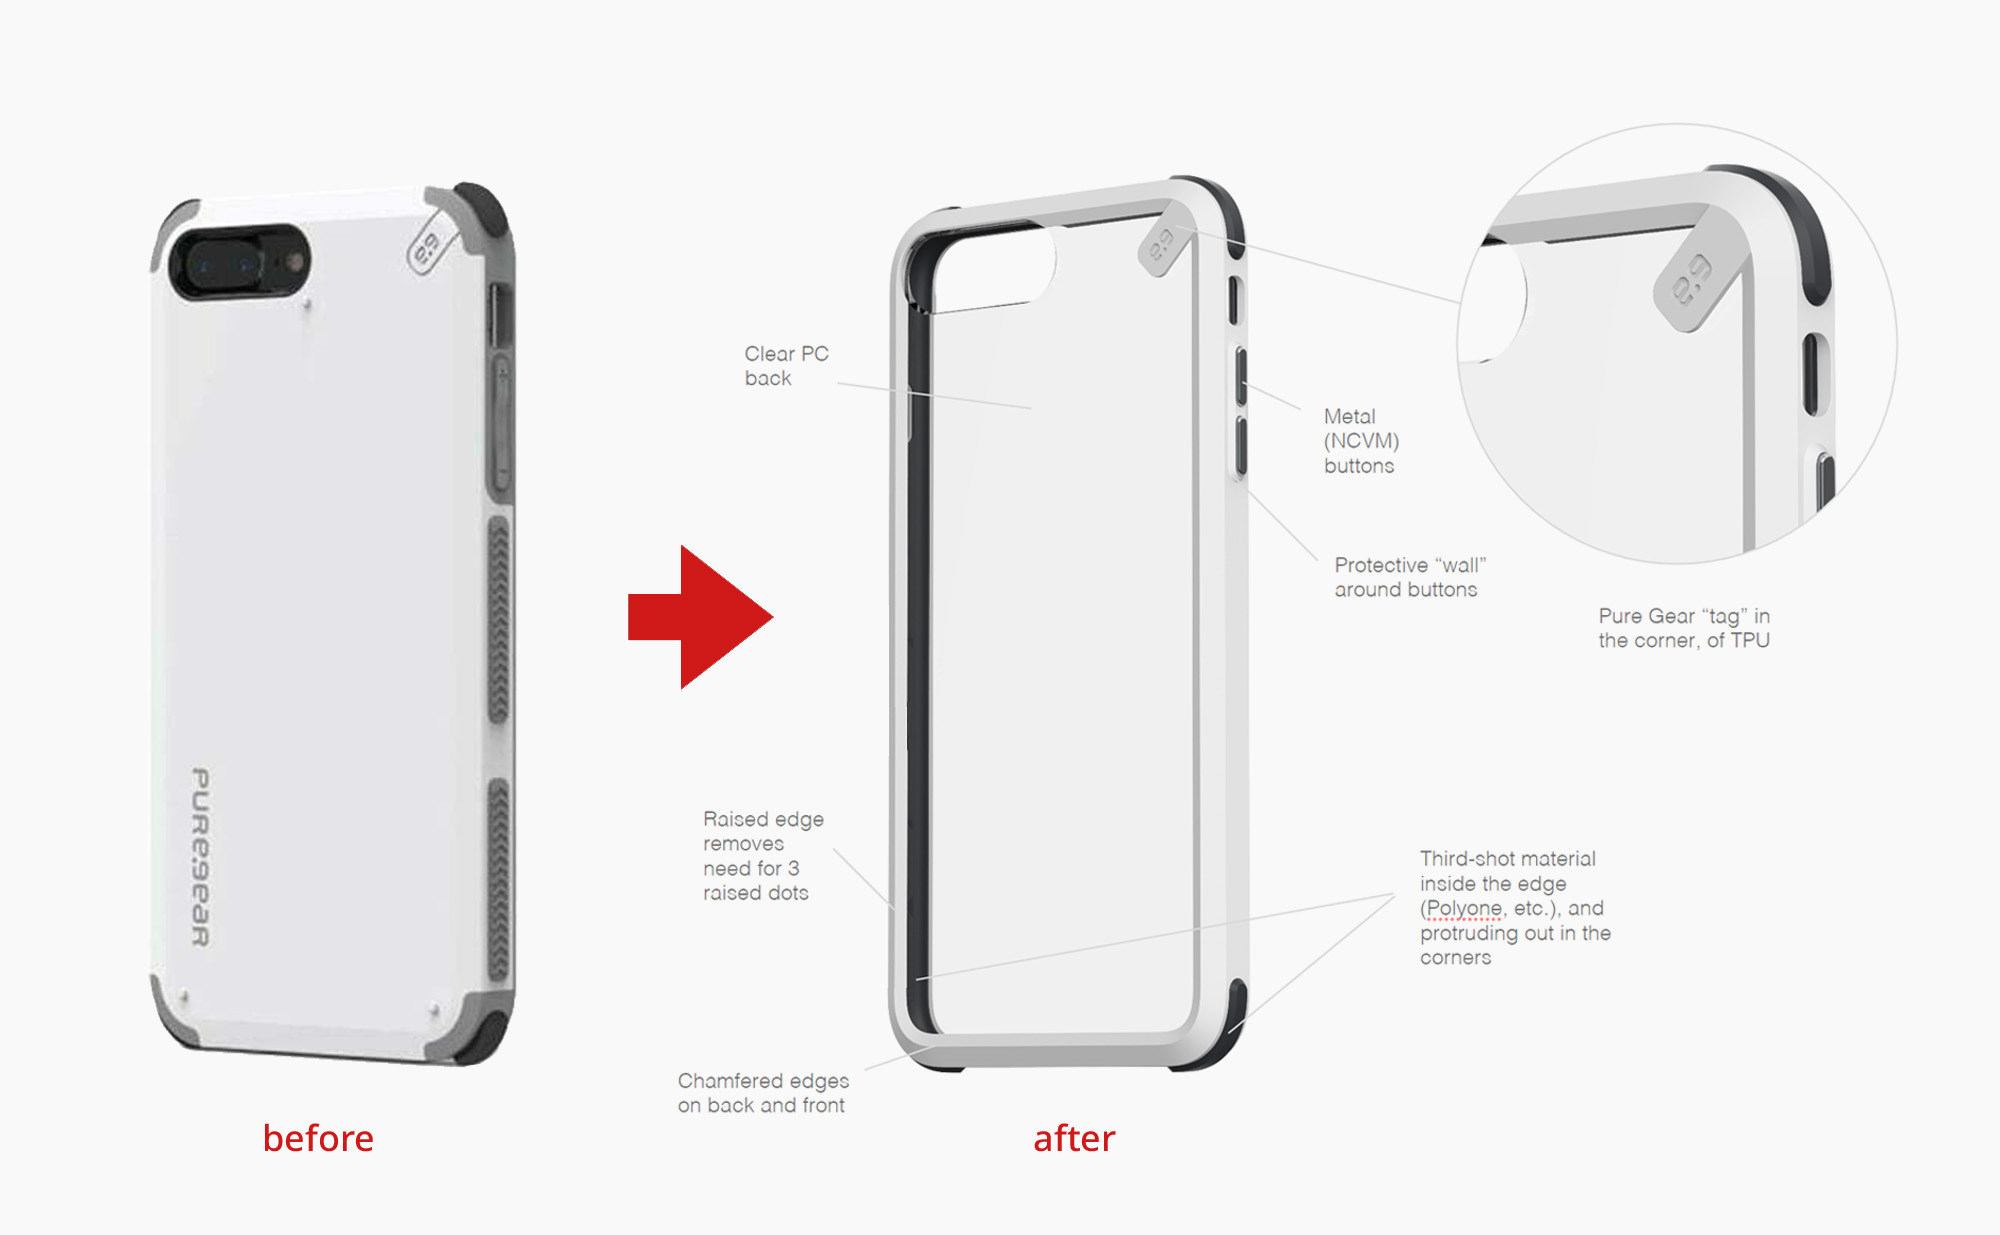 PUREGEAR
Clear PC
back
Metal
(NCVM)
buttons
Protective “wall”
around buttons
Pure Gear “tag” in
the corner, of TPU
Raised edge
removes
need for 3
raised dots
Third-shot material
inside the edge
(Polyone, etc.), and
protruding out in the
corners
Chamfered edges
on back and front
before
after